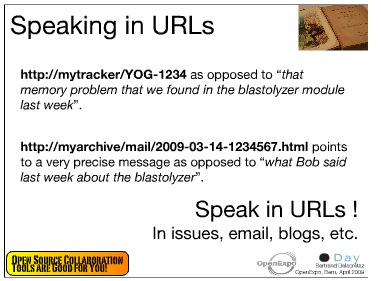 Speaking in URLs
http://mytracker/YOG-1234 as opposed to “that
memory problem that we found in the blastolyzer module
last week”.
http://myarchive/mail/2009-03-14-1234567.html points
to a very precise message as opposed to “what Bob said
last week about the blastolyzer”.
Speak in URLs !
In issues, email, blogs, etc.
OPEN SOURCE COLLABORATION
TOOLS ARE GOOD FOR YOU!
OpenExpo
Day
Bertrand Delacrétaz
OpenExpo, Bern, April 2009